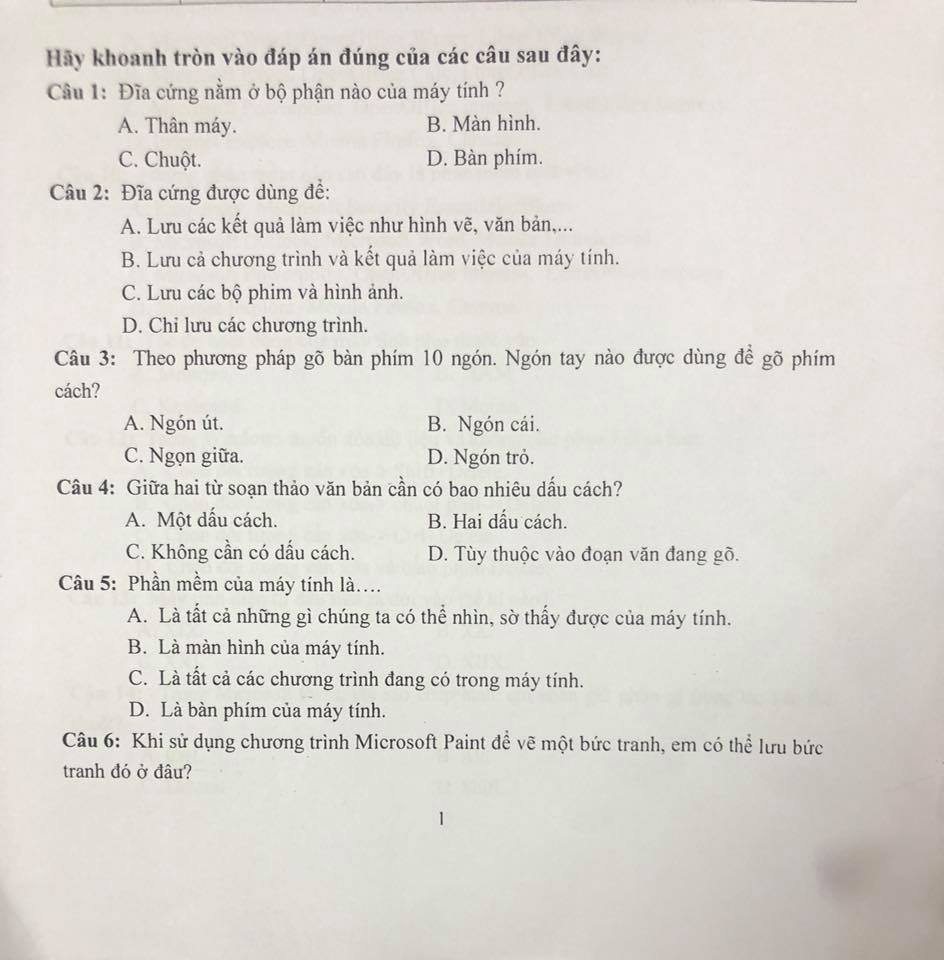 Hãy khoanh tròn vào đáp án đúng của các câu sau đây:
Câu 1: Đĩa cứng nằm ở bộ phận nào của máy tính ?
A. Thân máy. B. Màn hình.
C. Chuột. D. Bàn phím.
Câu 2: Đĩa cứng được dùng để:
A. Lưu các kết quả làm việc như hình vẽ, văn bản,...
B. Lưu cả chương trình và kết quả làm việc của máy tính.
C. Lưu các bộ phim và hình ảnh.
D. Chỉ lưu các chương trình.
Câu 3: Theo phương pháp gõ bàn phím 10 ngón. Ngón tay nào được dùng để gõ phím
cách?
A. Ngón út. B. Ngón cái.
C. Ngọn giữa. D. Ngón trỏ.
Câu 4: Giữa hai từ soạn thảo văn bản cần có bao nhiêu dấu cách?
A. Một dấu cách. B. Hai dấu cách.
C. Không cần có dấu cách. D. Tùy thuộc vào đoạn văn đang gõ.
Câu 5: Phần mềm của máy tính là…
A. Là tất cả những gì chúng ta có thể nhìn, sờ thấy được của máy tính.
B. Là màn hình của máy tính.
C. Là tất cả các chương trình đang có trong máy tính.
D. Là bàn phím của máy tính.
Câu 6: Khi sử dụng chương trình Microsoft Paint để vẽ một bức tranh, em có thể lưu bức
tranh đó ở đâu?
1